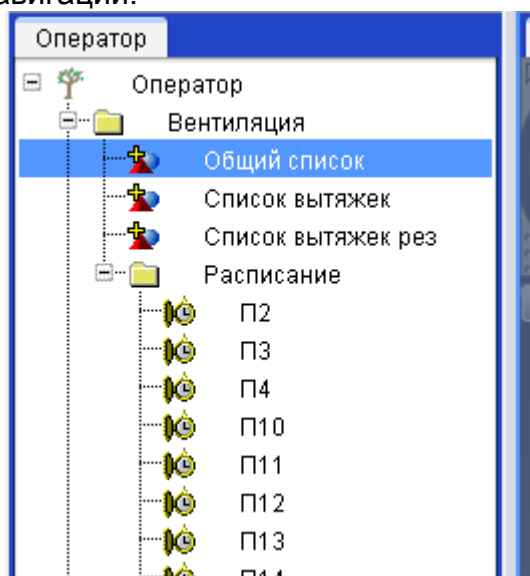 Оператор
Оператор
Вентиляция
Общий список
Список вытяжек
Список вытяжек рез
Расписание
П2
П3
П4
П10
П11
П12
П13